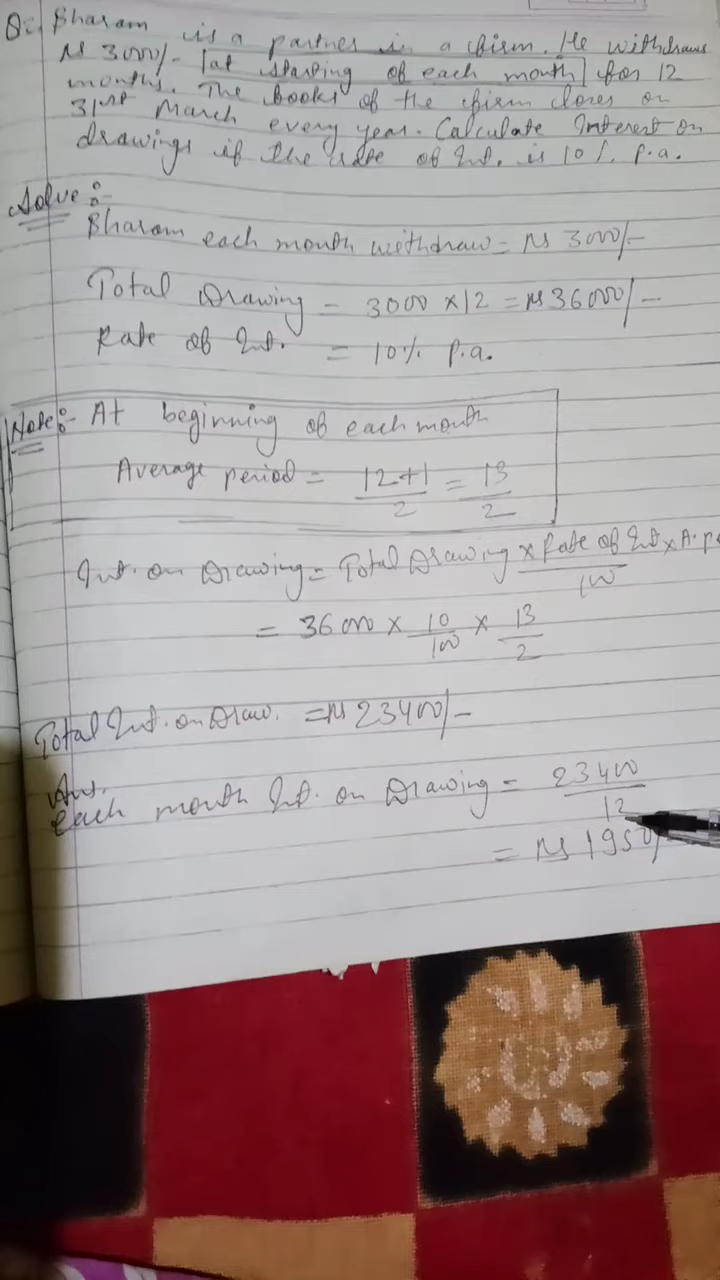 Q: Bharam is a partner in a firm. He withdraws
Rs 3000/- [at starting of each month] for 12
months. The books of the firm closes on
31st March every year. Calculate Interest on
drawings if the rate of Int. is 10% p.a.
Solve:-
Bharam each month withdraw = Rs 3000/-
Total Drawing = 3000 × 12 = Rs 36000/-
Rate of Int. = 10% p.a.
Note:- At beginning of each month
Average period = 12+1/2 = 13/2
Int. on Drawing = Total Drawing × Rate of Int/100 × A.p
= 36000 × 10/100 × 13/2
Total Int. on Draw. = Rs 23400/-
Ans.
each month Int. on Drawing = 23400/12
= Rs 1950/